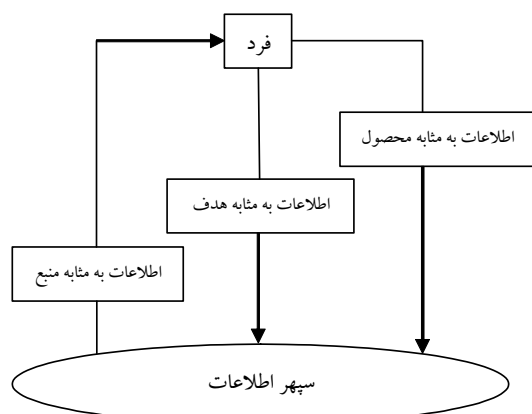 فرد
اطلاعات به مثابه محصول
اطلاعات به مثابه هدف
اطلاعات به مثابه منبع
سپهر اطلاعات